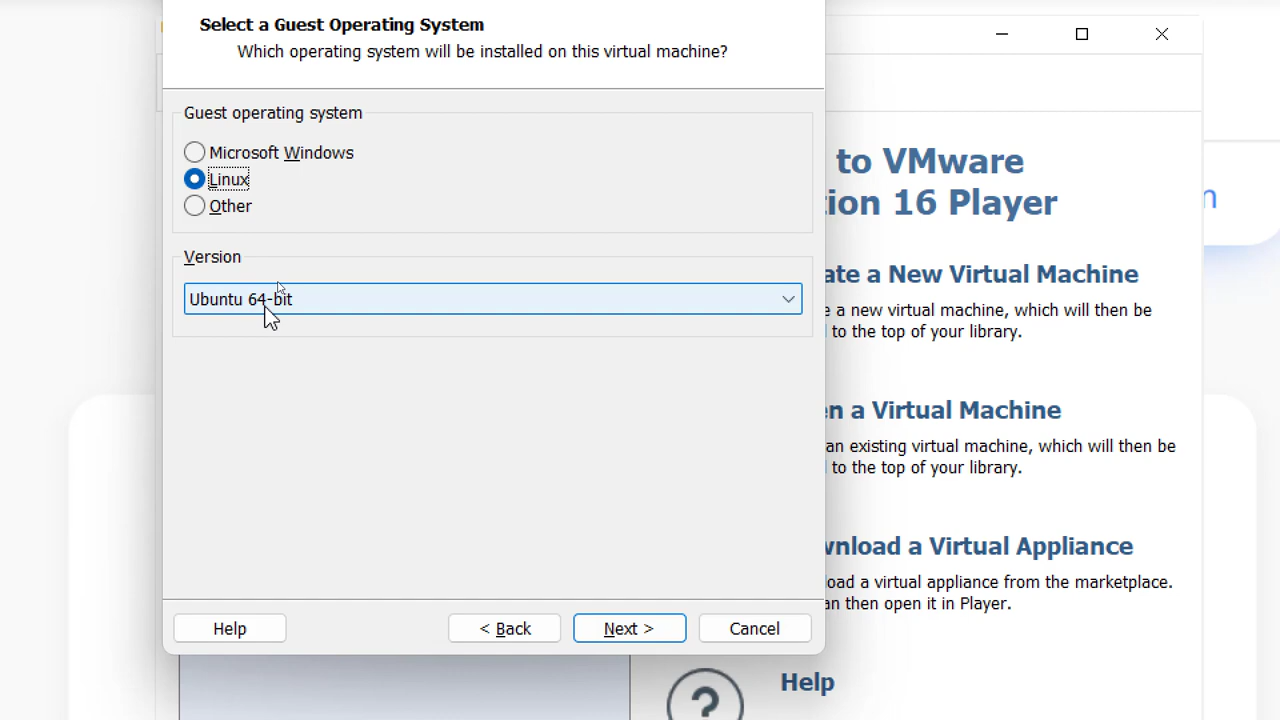 Select a Guest Operating System
Which operating system will be installed on this virtual machine?
Guest operating system
Microsoft Windows
Linux
Other
Version
Ubuntu 64-bit
Help
< Back
Next >
Cancel
to VMware
ion 16 Player
ate a New Virtual Machine
e a new virtual machine, which will then be
to the top of your library.
n a Virtual Machine
an existing virtual machine, which will then be
to the top of your library.
wnload a Virtual Appliance
oad a virtual appliance from the marketplace.
an then open it in Player.
Help